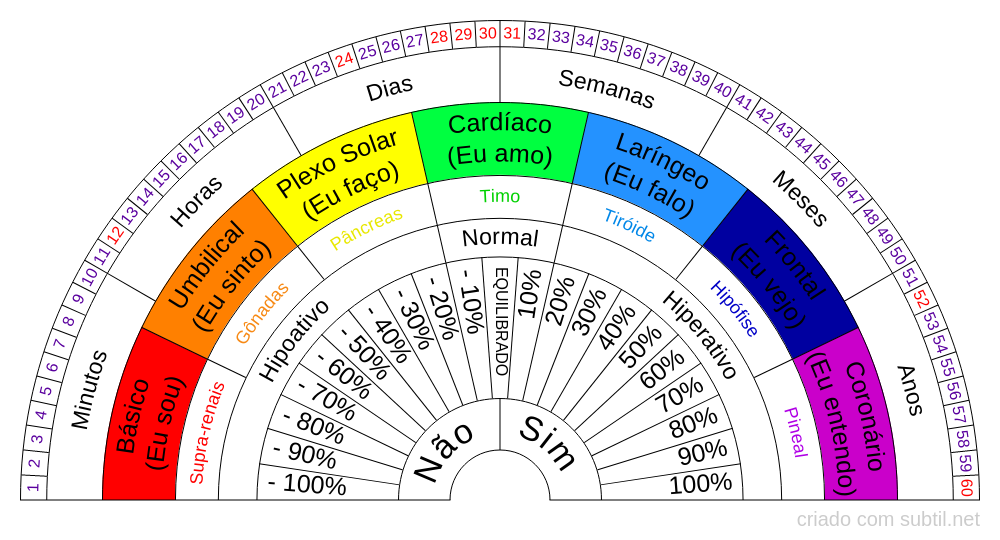 1
2
3
4
5
6
7
8
9
10
11
12
13
14
15
16
17
18
19
20
21
22
23
24
25
26
27
28
29
30
31
32
33
34
35
36
37
38
39
40
41
42
43
44
45
46
47
48
49
50
51
52
53
54
55
56
57
58
59
60
Minutos
Horas
Dias
Semanas
Meses
Anos
Básico
(Eu sou)
Umbilical
(Eu sinto)
Plexo Solar
(Eu faço)
Cardíaco
(Eu amo)
Laríngeo
(Eu falo)
Frontal
(Eu vejo)
Coronário
(Eu entendo)
Supra-renais
Gônadas
Pâncreas
Timo
Tiróide
Hipófise
Pineal
Hipoativo
Normal
Hiperativo
- 100%
- 90%
- 80%
- 70%
- 60%
- 50%
- 40%
- 30%
- 20%
- 10%
EQUILIBRADO
10%
20%
30%
40%
50%
60%
70%
80%
90%
100%
Não
Sim
criado com subtil.net